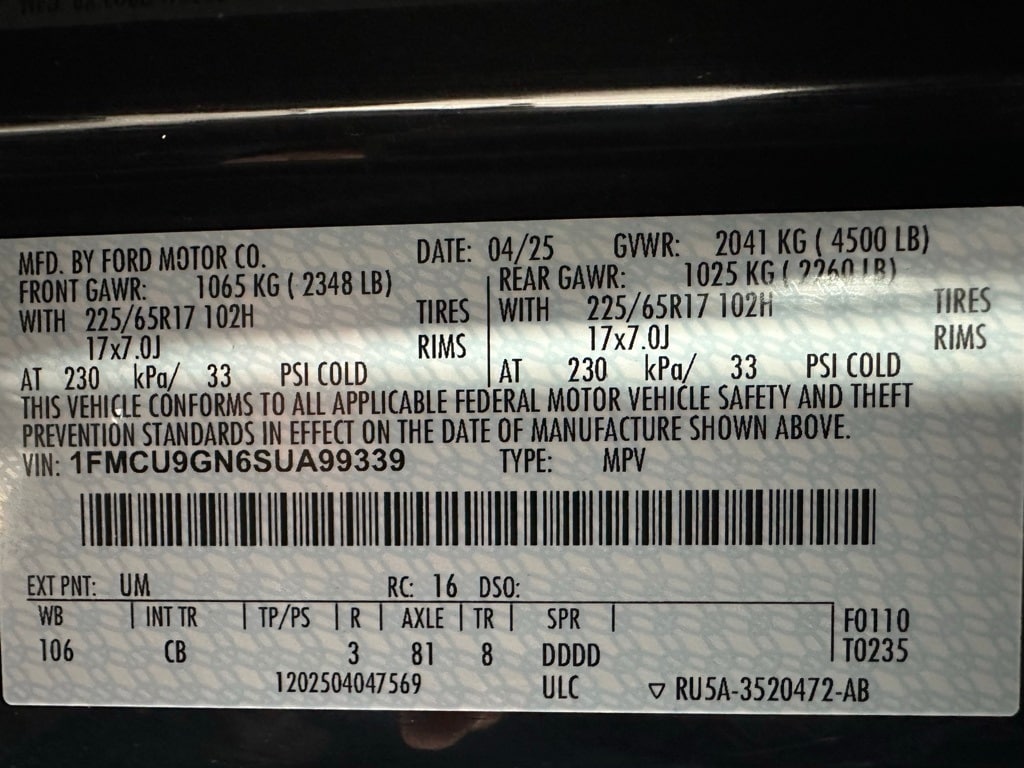 MFD. BY FORD MOTOR CO. DATE: 04/25 GVWR: 2041 KG ( 4500 LB)
FRONT GAWR: 1065 KG ( 2348 LB) REAR GAWR: 1025 KG ( 2260 LB)
WITH 225/65R17 102H TIRES WITH 225/65R17 102H TIRES
17x7.0J RIMS 17x7.0J RIMS
AT 230 kPa/ 33 PSI COLD AT 230 kPa/ 33 PSI COLD
THIS VEHICLE CONFORMS TO ALL APPLICABLE FEDERAL MOTOR VEHICLE SAFETY AND THEFT
PREVENTION STANDARDS IN EFFECT ON THE DATE OF MANUFACTURE SHOWN ABOVE.
VIN: 1FMCU9GN6SUA99339 TYPE: MPV
EXT PNT: UM RC: 16 DSO:
WB INT TR TP/PS R AXLE TR SPR F0110
106 CB 3 81 8 DDDD T0235
1202504047569 ULC ▽ RU5A-3520472-AB